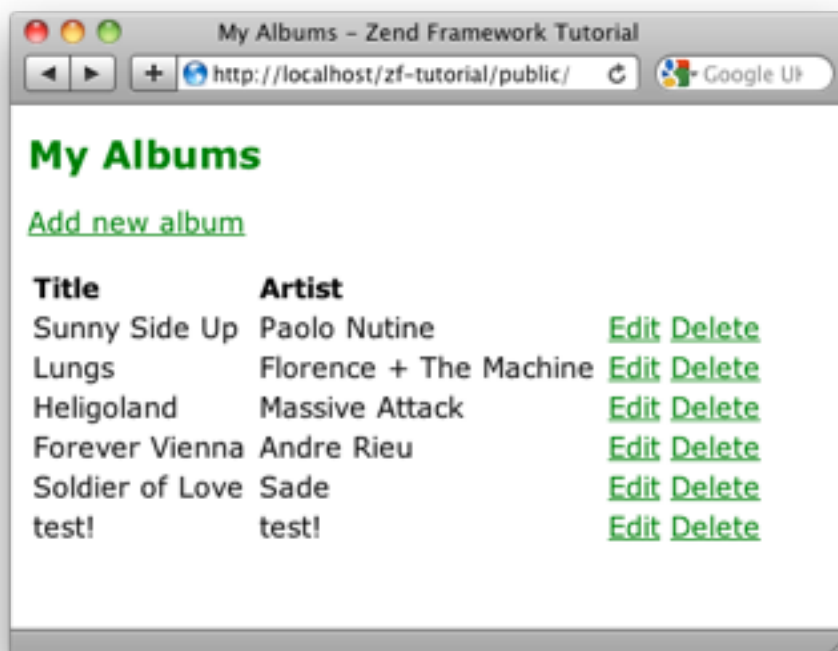 My Albums – Zend Framework Tutorial
http://localhost/zf-tutorial/public/ Google
My Albums
Add new album
Title Artist
Sunny Side Up Paolo Nutine Edit Delete
Lungs Florence + The Machine Edit Delete
Heligoland Massive Attack Edit Delete
Forever Vienna Andre Rieu Edit Delete
Soldier of Love Sade Edit Delete
test! test! Edit Delete